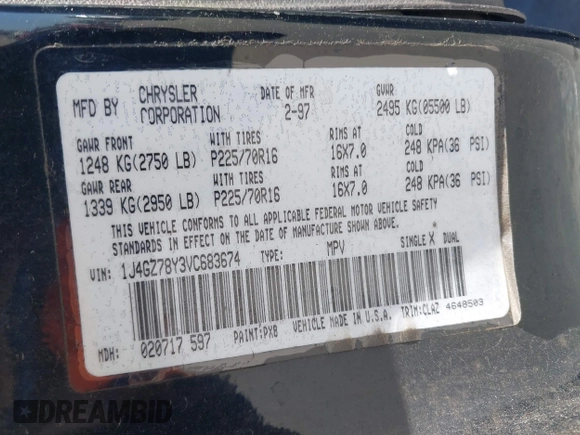 MFD BY CHRYSLER CORPORATION DATE OF MFR 2-97 GVWR 2495 KG(05500 LB)
GAWR FRONT WITH TIRES RIMS AT COLD
1248 KG(2750 LB) P225/70R16 16X7.0 248 KPA(36 PSI)
GAWR REAR WITH TIRES RIMS AT COLD
1339 KG(2950 LB) P225/70R16 16X7.0 248 KPA(36 PSI)
THIS VEHICLE CONFORMS TO ALL APPLICABLE FEDERAL MOTOR VEHICLE SAFETY
STANDARDS IN EFFECT ON THE DATE OF MANUFACTURE SHOWN ABOVE.
VIN: 1J4GZ78Y3VC683674 TYPE: MPV SINGLE X DUAL
MDH: 020717 597 PAINT:PX8 VEHICLE MADE IN U.S.A. TRIM:CLAZ 4648503
DREAMBID